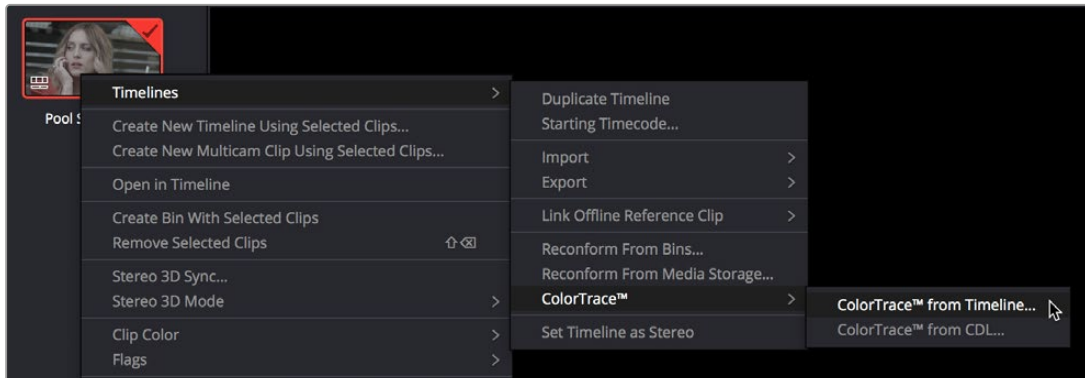 Pool S
Timelines
Create New Timeline Using Selected Clips...
Create New Multicam Clip Using Selected Clips...
Open in Timeline
Create Bin With Selected Clips
Remove Selected Clips
Stereo 3D Sync...
Stereo 3D Mode
Clip Color
Flags
Duplicate Timeline
Starting Timecode...
Import
Export
Link Offline Reference Clip
Reconform From Bins...
Reconform From Media Storage...
ColorTrace™
Set Timeline as Stereo
ColorTrace™ from Timeline...
ColorTrace™ from CDL...